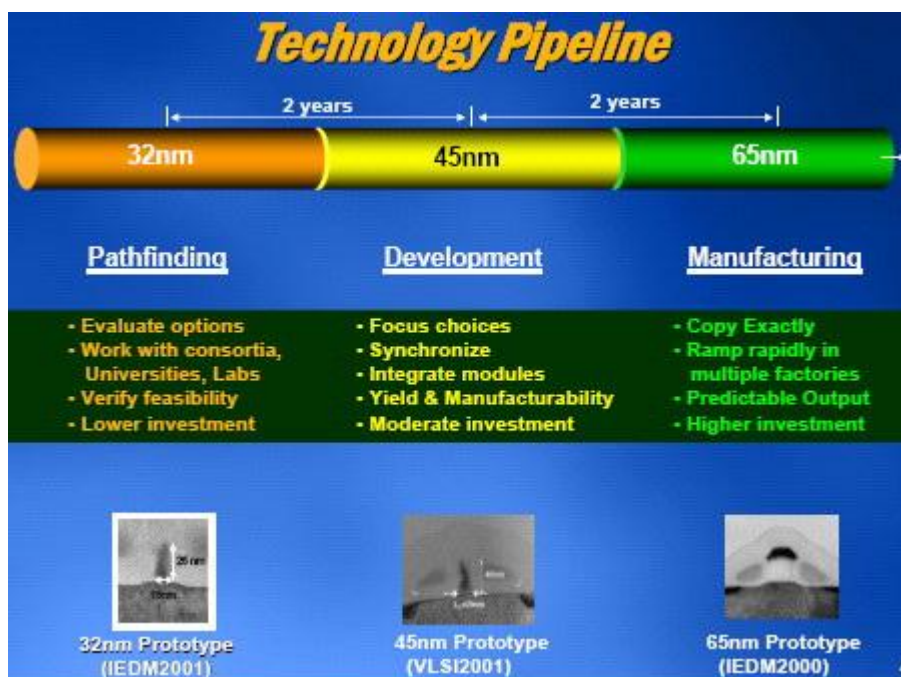 Technology Pipeline
2 years
2 years
32nm
45nm
65nm
Pathfinding
Development
Manufacturing
- Evaluate options
- Work with consortia,
Universities, Labs
- Verify feasibility
- Lower investment
- Focus choices
- Synchronize
- Integrate modules
- Yield & Manufacturability
- Moderate investment
- Copy Exactly
- Ramp rapidly in
multiple factories
- Predictable Output
- Higher investment
25 nm
32nm Prototype
(IEDM2001)
45nm Prototype
(VLSI2001)
65nm Prototype
(IEDM2000)